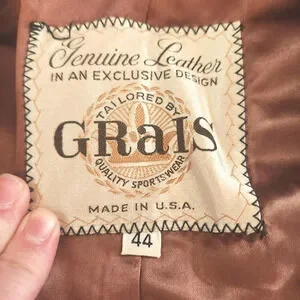 Genuine Leather
IN AN EXCLUSIVE DESIGN
TAILORED BY
GRaIS
QUALITY SPORTSWEAR
MADE IN U.S.A.
44